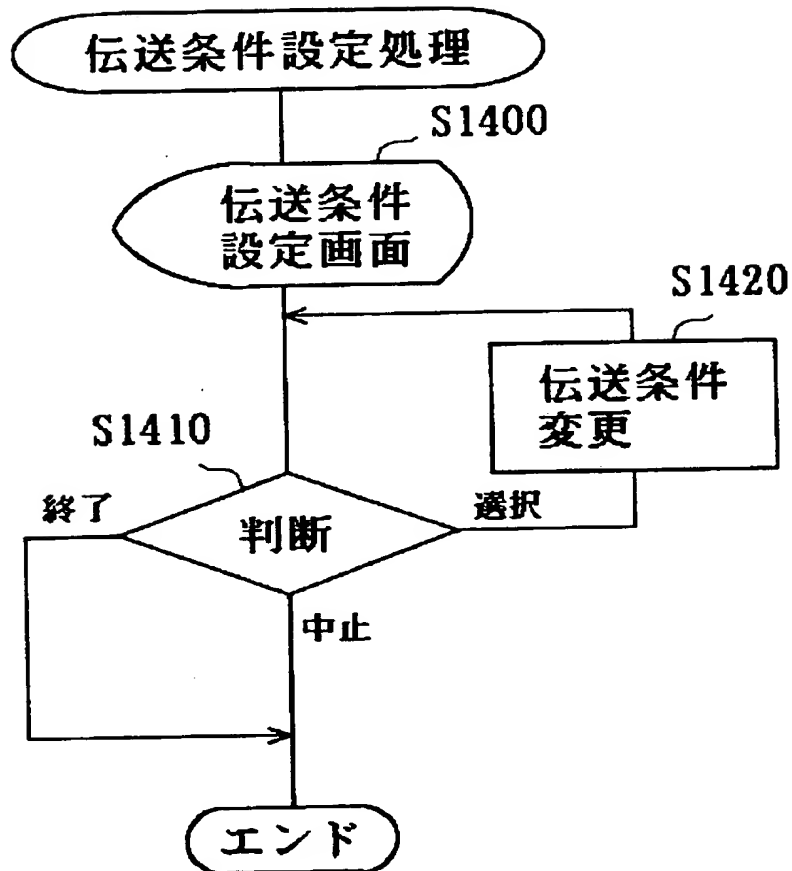 伝送条件設定処理
S1400
伝送条件
設定画面
S1420
伝送条件
変更
S1410
終了
判断
選択
中止
エンド